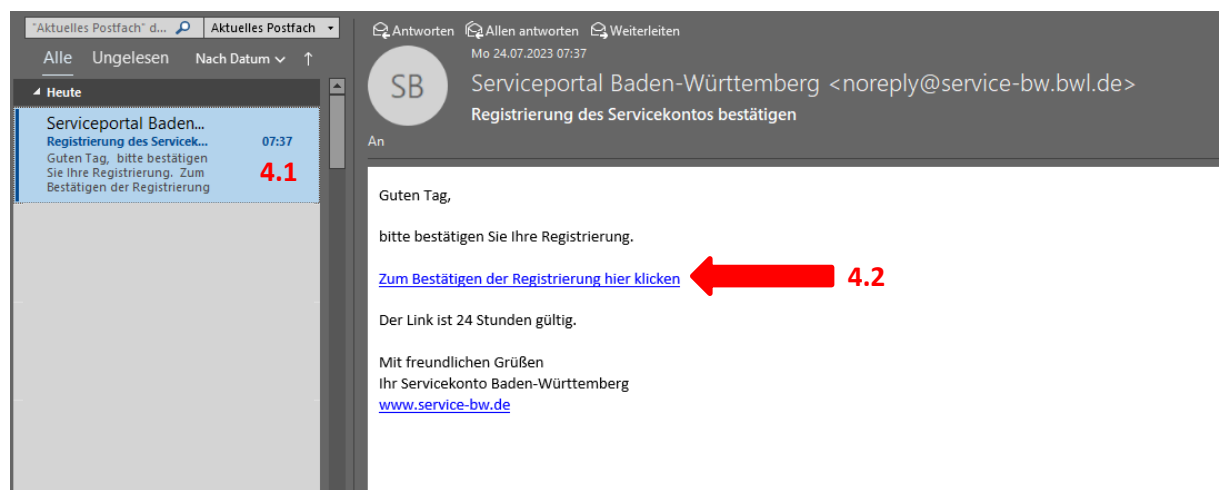 "Aktuelles Postfach" d... Aktuelles Postfach
Alle Ungelesen Nach Datum
Heute
Serviceportal Baden...
Registrierung des Servicek... 07:37
Guten Tag, bitte bestätigen
Sie Ihre Registrierung. Zum
Bestätigen der Registrierung
4.1
Antworten Allen antworten Weiterleiten
Mo 24.07.2023 07:37
SB
Serviceportal Baden-Württemberg <noreply@service-bw.bwl.de>
Registrierung des Servicekontos bestätigen
An
Guten Tag,
bitte bestätigen Sie Ihre Registrierung.
Zum Bestätigen der Registrierung hier klicken 4.2
Der Link ist 24 Stunden gültig.
Mit freundlichen Grüßen
Ihr Servicekonto Baden-Württemberg
www.service-bw.de